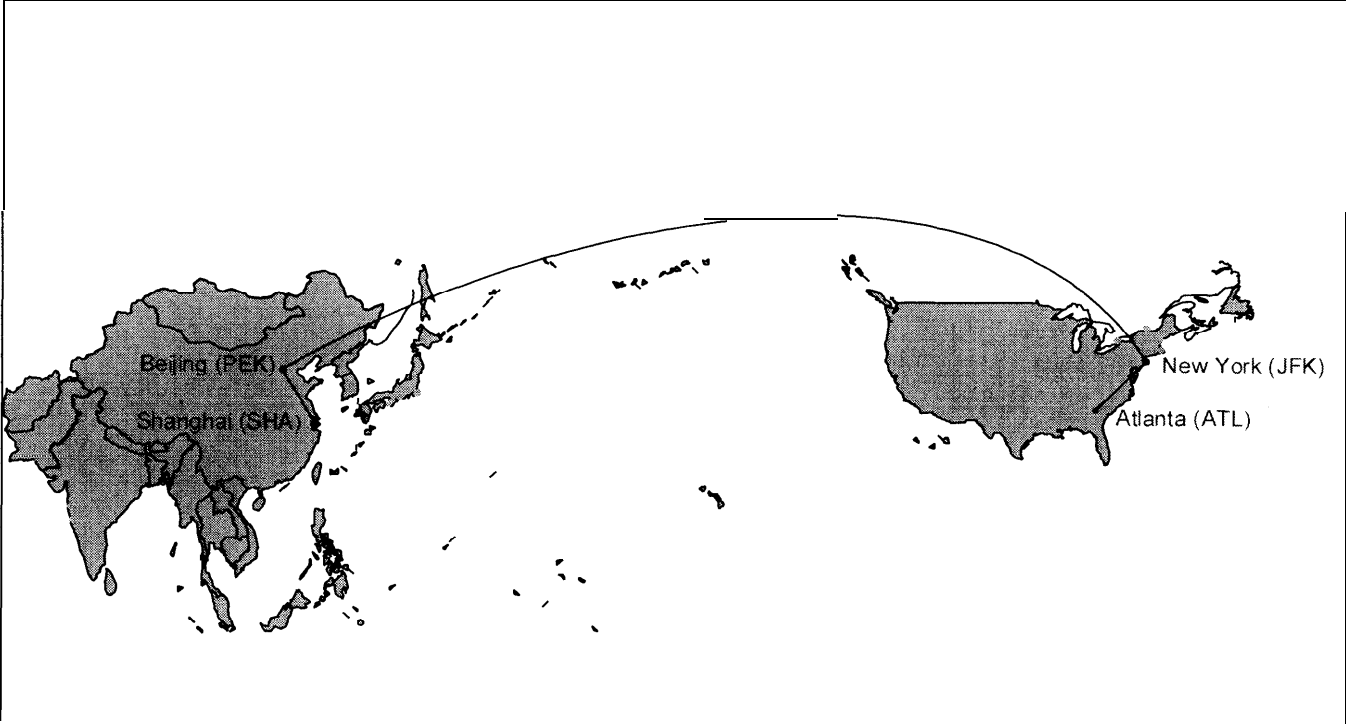 Beijing (PEK)
New York (JFK)
Shanghai (SHA)
Atlanta (ATL)